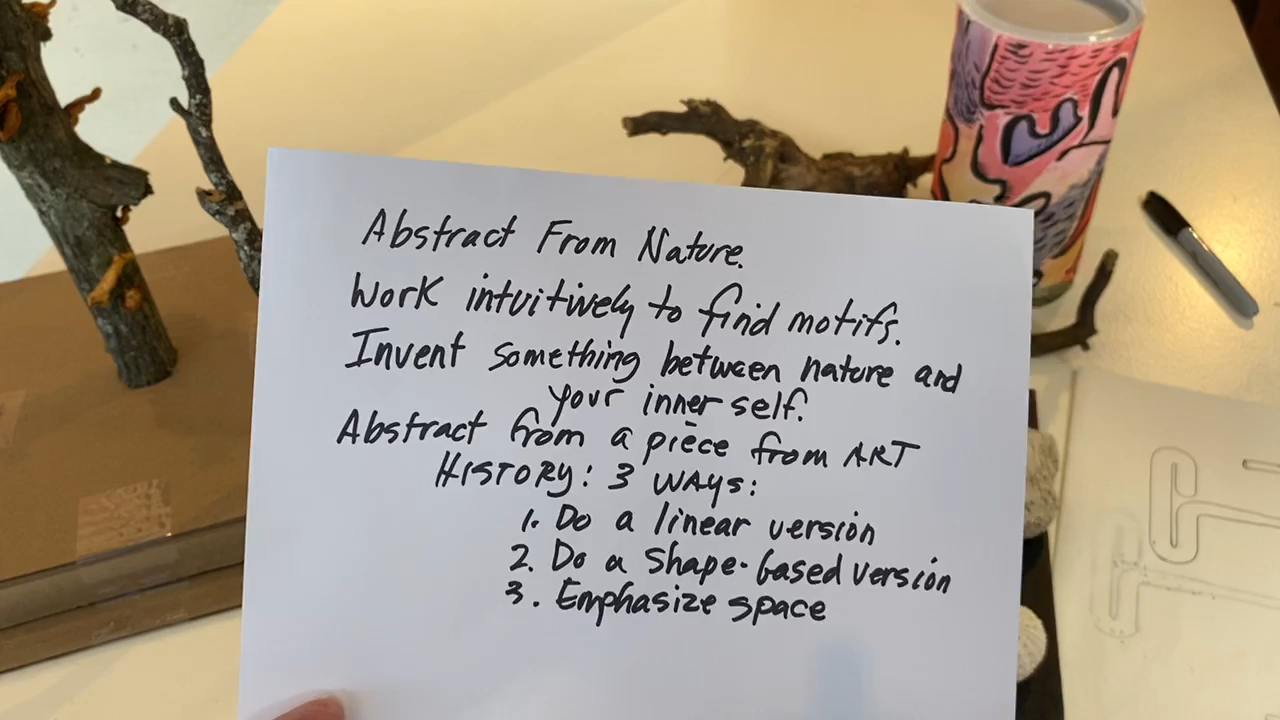 Abstract From Nature.
Work intuitively to find motifs.
Invent something between nature and
your inner self.
Abstract from a piece from ART
HISTORY: 3 WAYS:
1. Do a linear version
2. Do a Shape-based version
3. Emphasize space